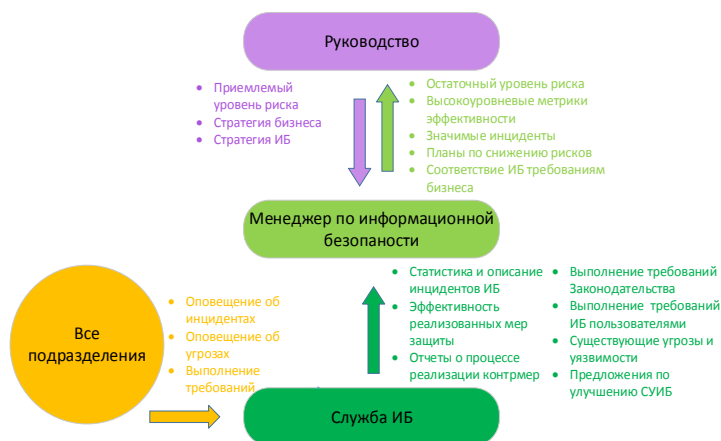 Руководство
• Приемлемый
уровень риска
• Стратегия бизнеса
• Стратегия ИБ
• Остаточный уровень риска
• Высокоуровневые метрики
эффективности
• Значимые инциденты
• Планы по снижению рисков
• Соответствие ИБ требованиям
бизнеса
Менеджер по информационной
безопаности
Все
подразделения
• Оповещение об
инцидентах
• Оповещение об
угрозах
• Выполнение
требований
• Статистика и описание
инцидентов ИБ
• Эффективность
реализованных мер
защиты
• Отчеты о процессе
реализации контрмер
• Выполнение требований
Законодательства
• Выполнение требований
ИБ пользователями
• Существующие угрозы и
уязвимости
• Предложения по
улучшению СУИБ
Служба ИБ